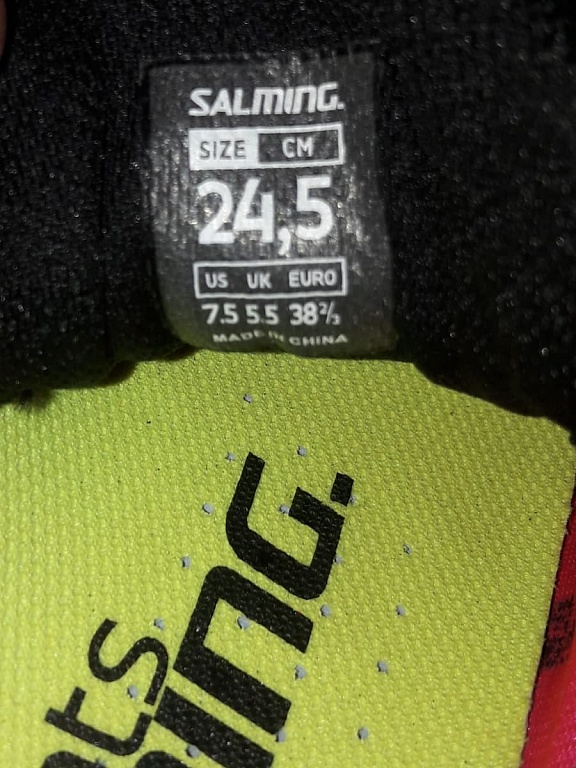 SALMING.
SIZE CM
24,5
US UK EURO
7.5 5.5 38⅔
MADE IN CHINA